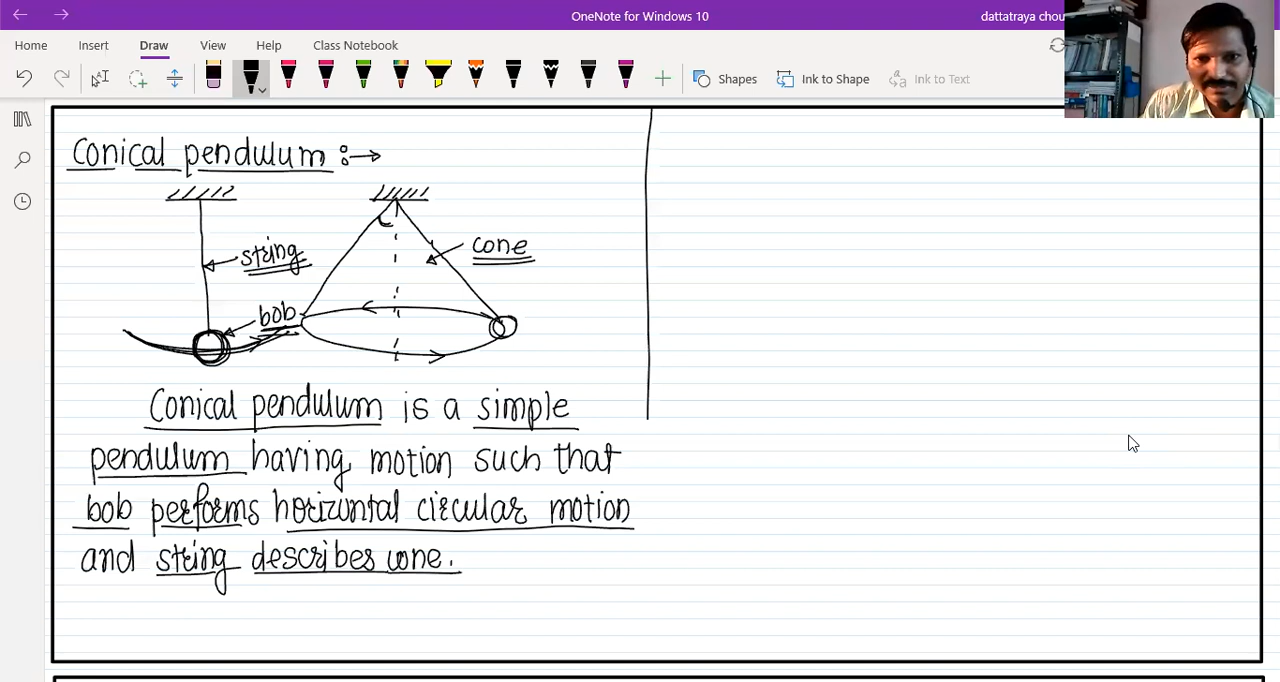 OneNote for Windows 10
dattatraya chou
Home Insert Draw View Help Class Notebook
Shapes Ink to Shape Ink to Text
Conical pendulum :→
string
cone
bob
Conical pendulum is a simple
pendulum having motion such that
bob performs horizontal circular motion
and string describes cone.